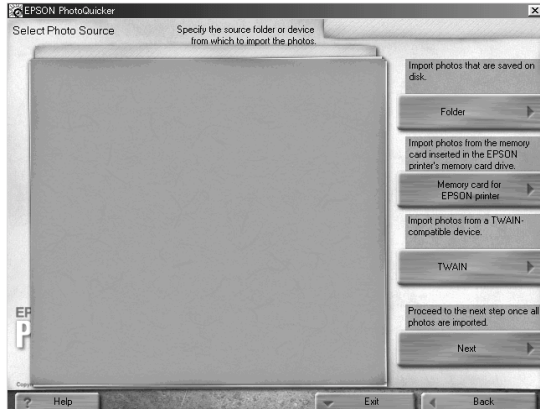 EPSON PhotoQuicker
Select Photo Source
Specify the source folder or device
from which to import the photos.
Import photos that are saved on
disk.
Folder
Import photos from the memory
card inserted in the EPSON
printer's memory card drive.
Memory card for
EPSON printer
Import photos from a TWAIN-
compatible device.
TWAIN
Proceed to the next step once all
photos are imported.
Next
EP
P
? Help
Exit
Back